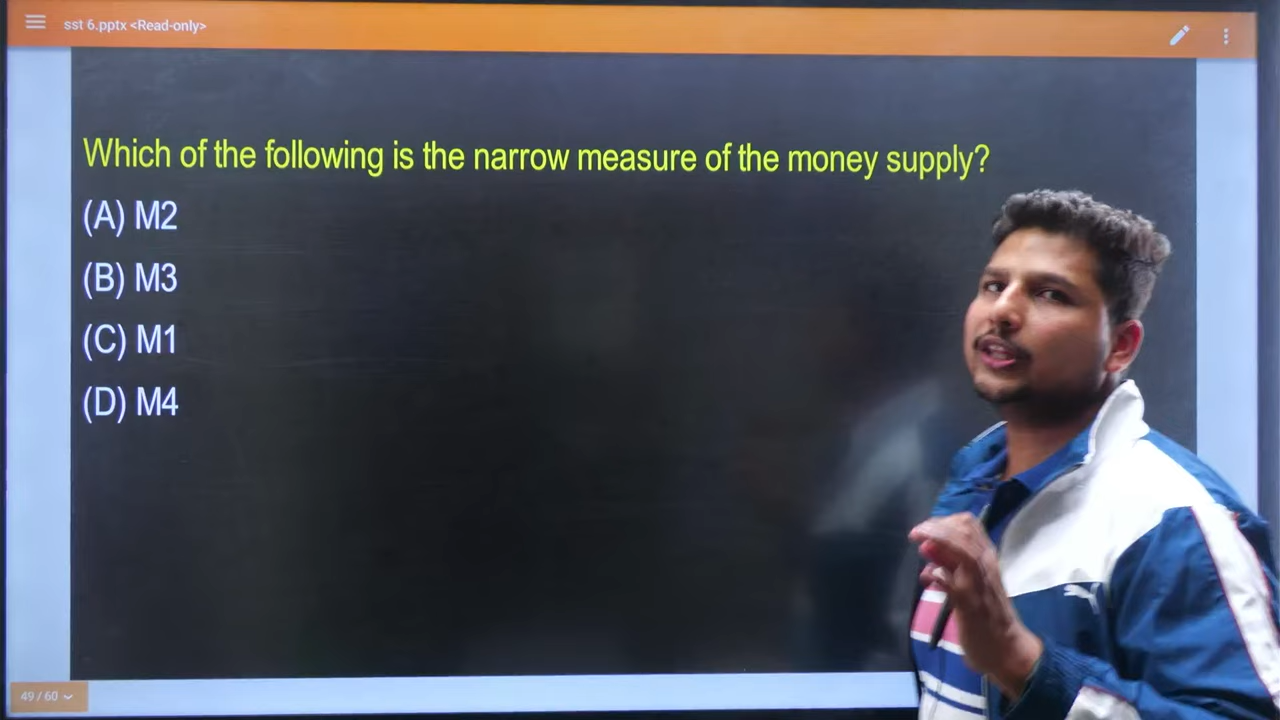 sst 6.pptx <Read-only>
Which of the following is the narrow measure of the money supply?
(A) M2
(B) M3
(C) M1
(D) M4
49 / 60